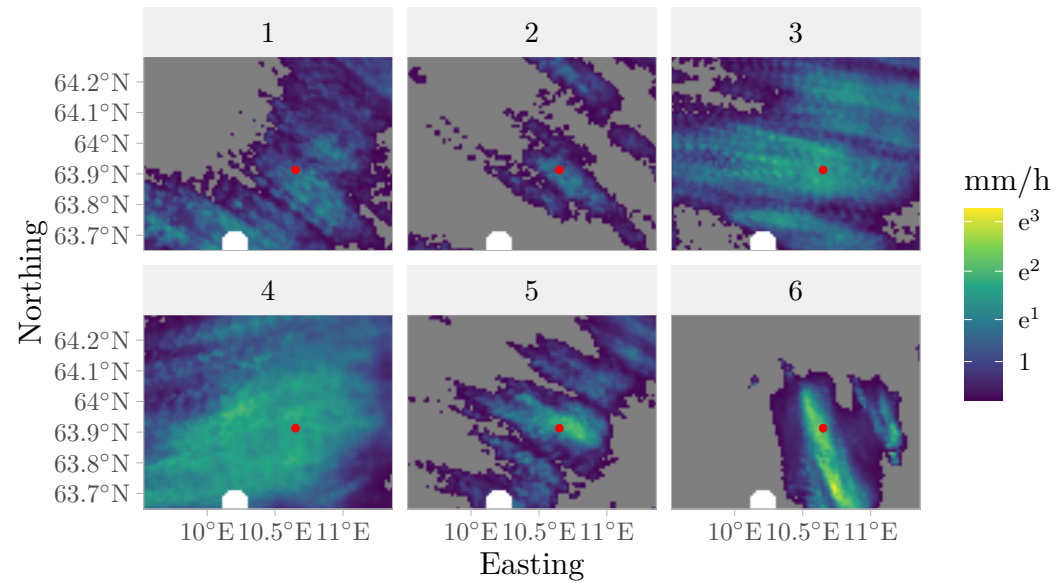 1 2 3
64.2°N
64.1°N
64°N
63.9°N
63.8°N
63.7°N
4 5 6
64.2°N
64.1°N
64°N
63.9°N
63.8°N
63.7°N
10°E 10.5°E 11°E 10°E 10.5°E 11°E 10°E 10.5°E 11°E
Easting
Northing
mm/h
e³
e²
e¹
1